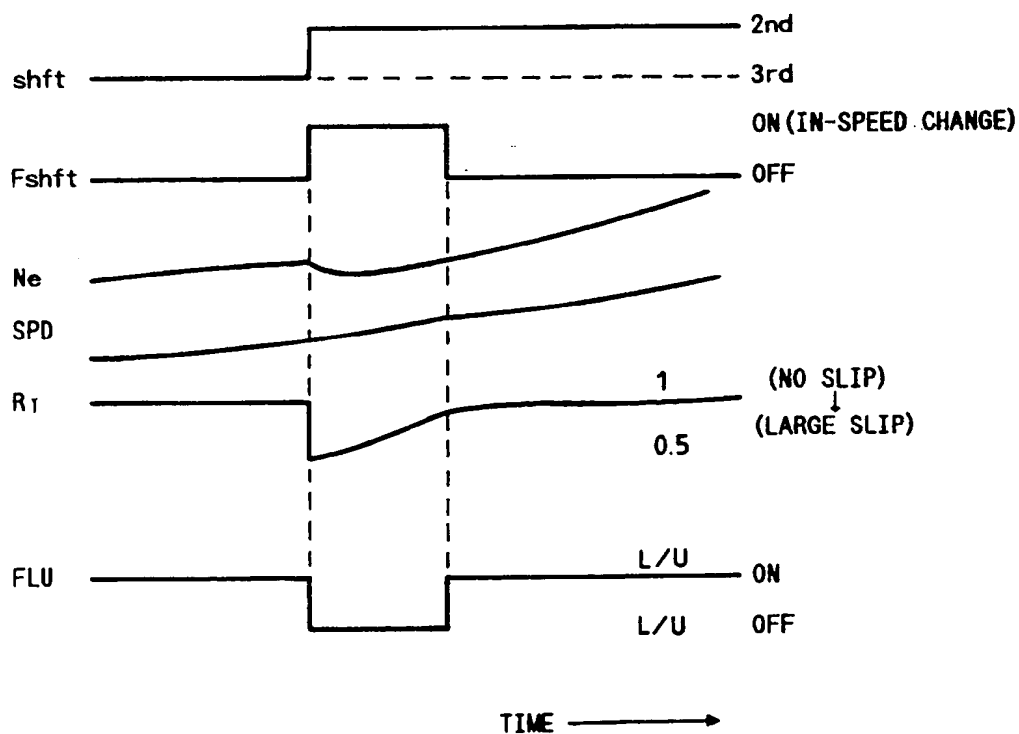 2nd
shft
3rd
ON (IN-SPEED CHANGE)
Fshft
OFF
Ne
SPD
RT
1 (NO SLIP)
↓
0.5 (LARGE SLIP)
FLU
L/U ON
L/U OFF
TIME →